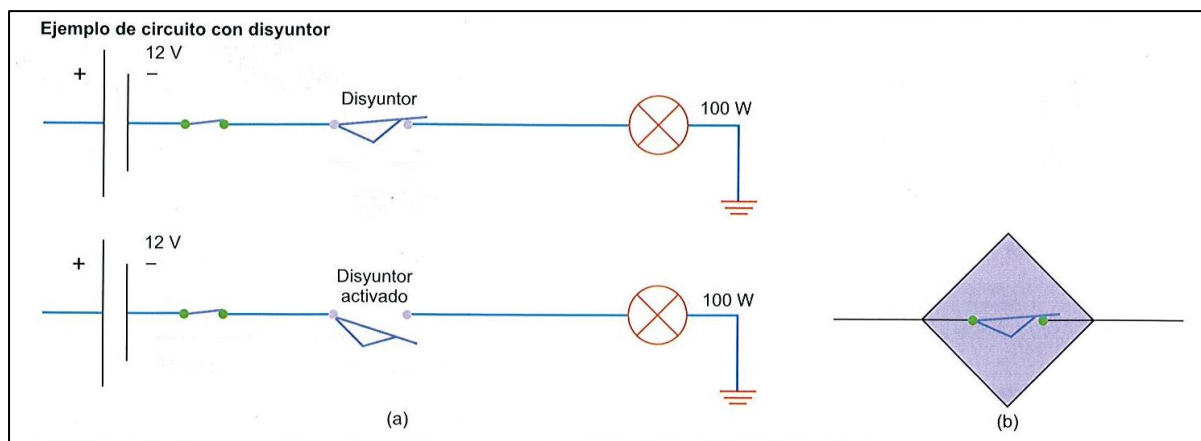 Ejemplo de circuito con disyuntor
12 V
+
−
Disyuntor
100 W
12 V
+
−
Disyuntor
activado
100 W
(a)
(b)